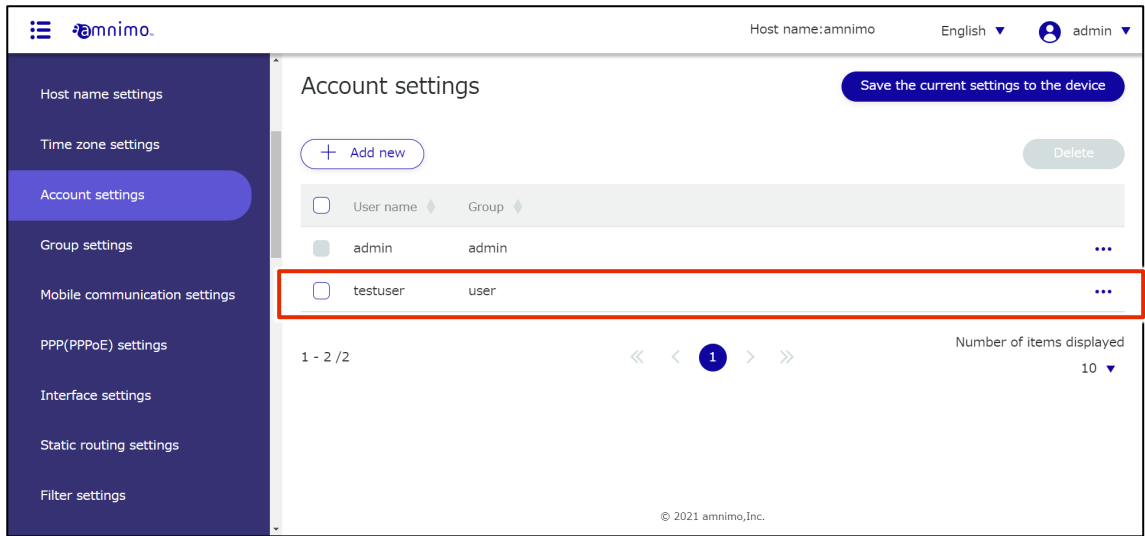 amnimo
Host name:amnimo
English ▼
admin ▼
Host name settings
Time zone settings
Account settings
Group settings
Mobile communication settings
PPP(PPPoE) settings
Interface settings
Static routing settings
Filter settings
Account settings
Save the current settings to the device
+ Add new
Delete
User name Group
admin admin •••
testuser user •••
1 - 2 /2
1
Number of items displayed
10 ▼
© 2021 amnimo,Inc.